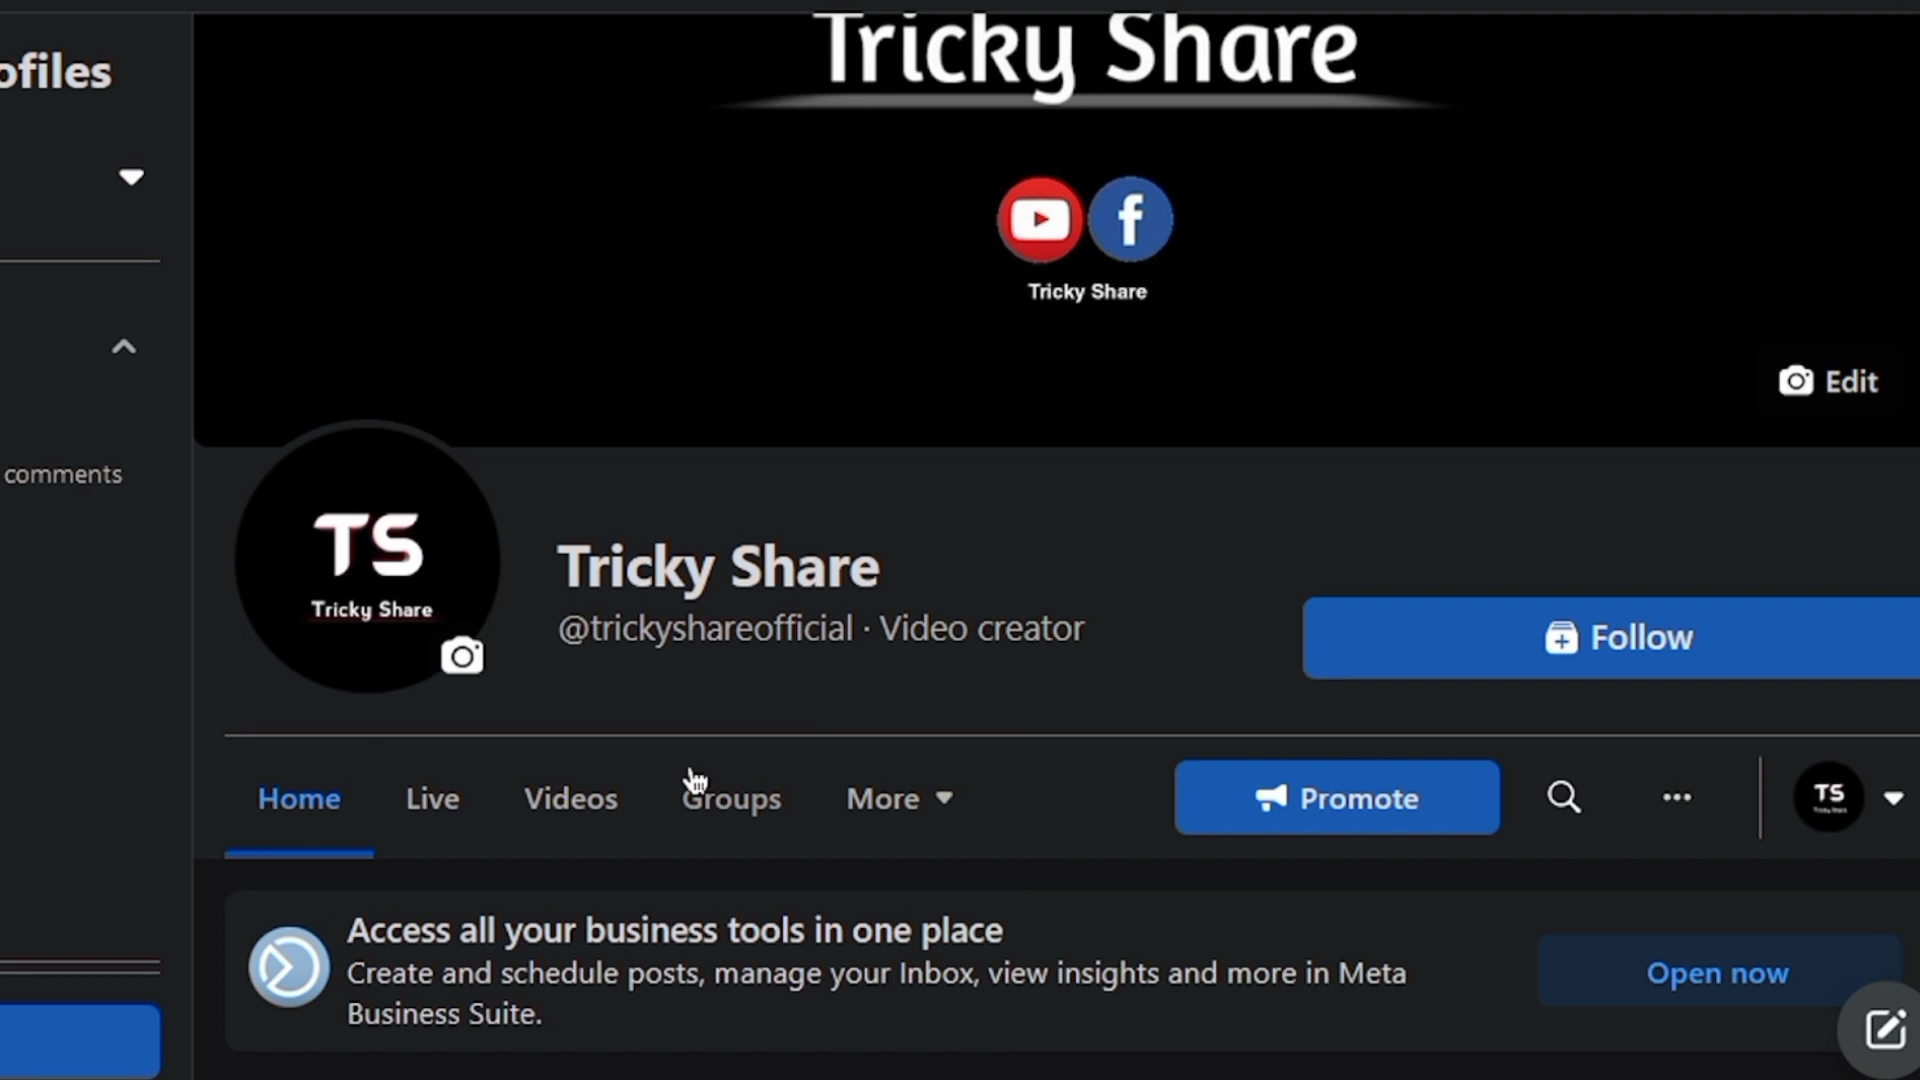 Tricky Share
ofiles
Tricky Share
Edit
comments
TS
Tricky Share
Tricky Share
@trickyshareofficial · Video creator
Follow
Home
Live
Videos
Groups
More
Promote
TS
Access all your business tools in one place
Create and schedule posts, manage your Inbox, view insights and more in Meta
Business Suite.
Open now